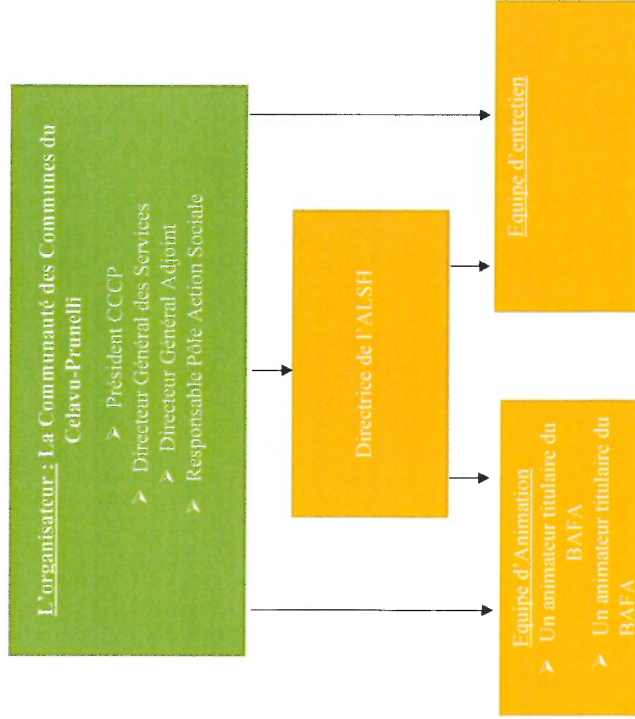 L'organisateur : La Communauté des Communes du
Celavu-Prunelli
➢ Président CCCP
➢ Directeur Général des Services
➢ Directeur Général Adjoint
➢ Responsable Pôle Action Sociale
Directrice de l'ALSH
Equipe d'Animation
➢ Un animateur titulaire du
BAFA
➢ Un animateur titulaire du
BAFA
Equipe d'entretien